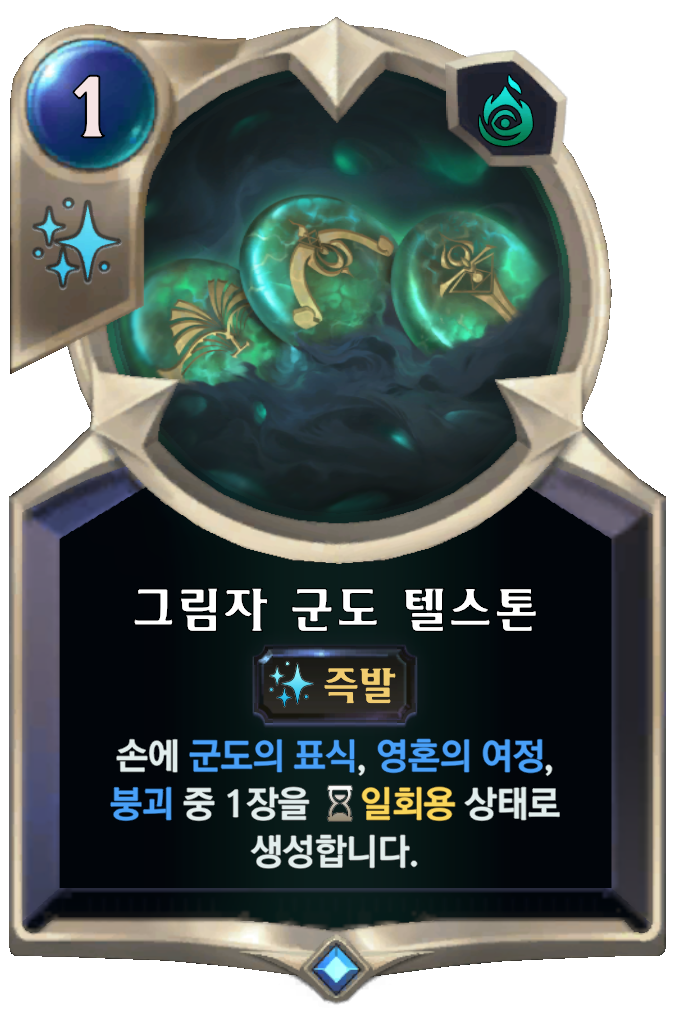 1
그림자 군도 텔스톤
즉발
손에 군도의 표식, 영혼의 여정,
붕괴 중 1장을 일회용 상태로
생성합니다.